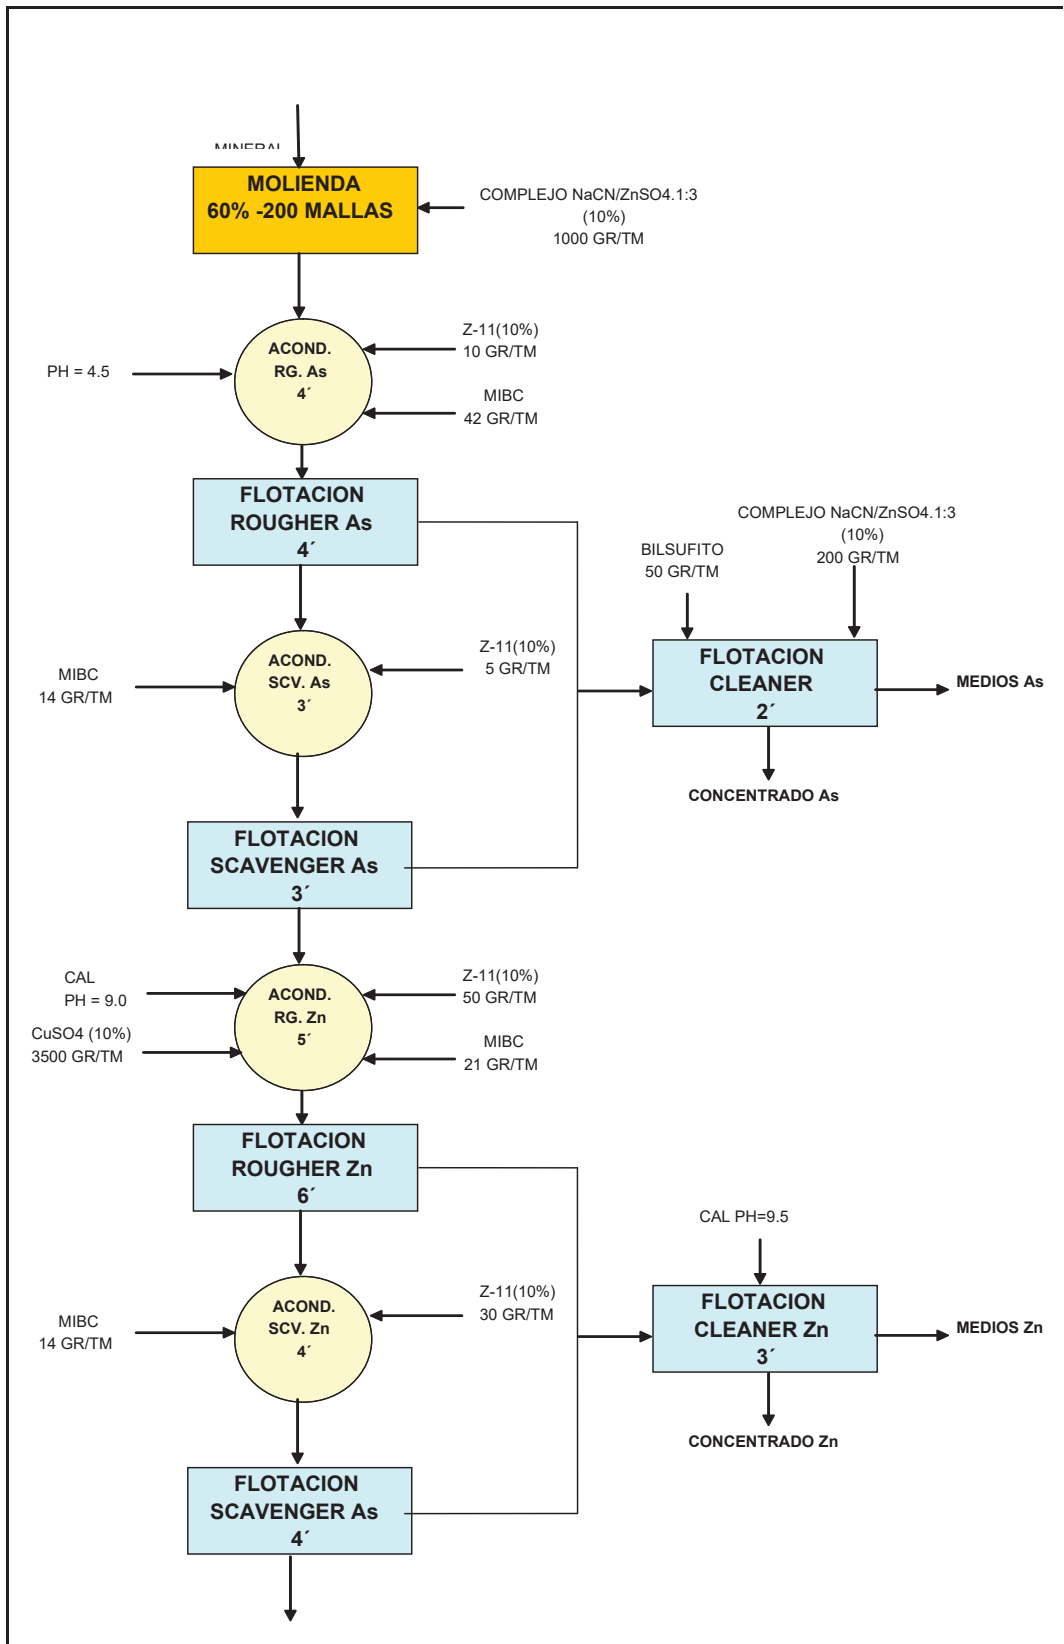 MINERAL
MOLIENDA
60% -200 MALLAS
COMPLEJO NaCN/ZnSO4.1:3
(10%)
1000 GR/TM
ACOND.
RG. As
4´
Z-11(10%)
10 GR/TM
PH = 4.5
MIBC
42 GR/TM
FLOTACION
ROUGHER As
4´
COMPLEJO NaCN/ZnSO4.1:3
(10%)
200 GR/TM
BILSUFITO
50 GR/TM
ACOND.
SCV. As
3´
Z-11(10%)
5 GR/TM
MIBC
14 GR/TM
FLOTACION
CLEANER
2´
MEDIOS As
CONCENTRADO As
FLOTACION
SCAVENGER As
3´
CAL
PH = 9.0
CuSO4 (10%)
3500 GR/TM
ACOND.
RG. Zn
5´
Z-11(10%)
50 GR/TM
MIBC
21 GR/TM
FLOTACION
ROUGHER Zn
6´
CAL PH=9.5
ACOND.
SCV. Zn
4´
Z-11(10%)
30 GR/TM
MIBC
14 GR/TM
FLOTACION
CLEANER Zn
3´
MEDIOS Zn
CONCENTRADO Zn
FLOTACION
SCAVENGER As
4´